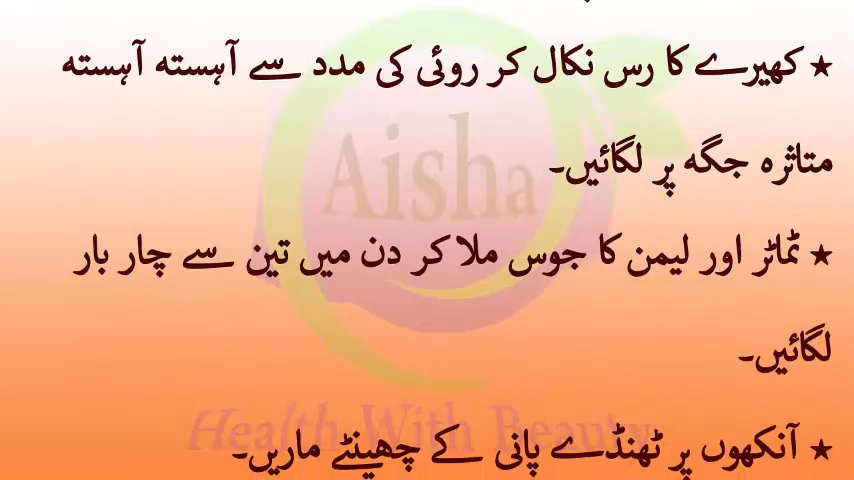 ★ کھیرے کا رس نکال کر روئی کی مدد سے آہستہ آہستہ
متاثرہ جگہ پر لگائیں۔
★ ٹماٹر اور لیمن کا جوس ملا کر دن میں تین سے چار بار
لگائیں۔
★ آنکھوں پر ٹھنڈے پانی کے چھینٹے ماریں۔
Aisha
Health With Beauty